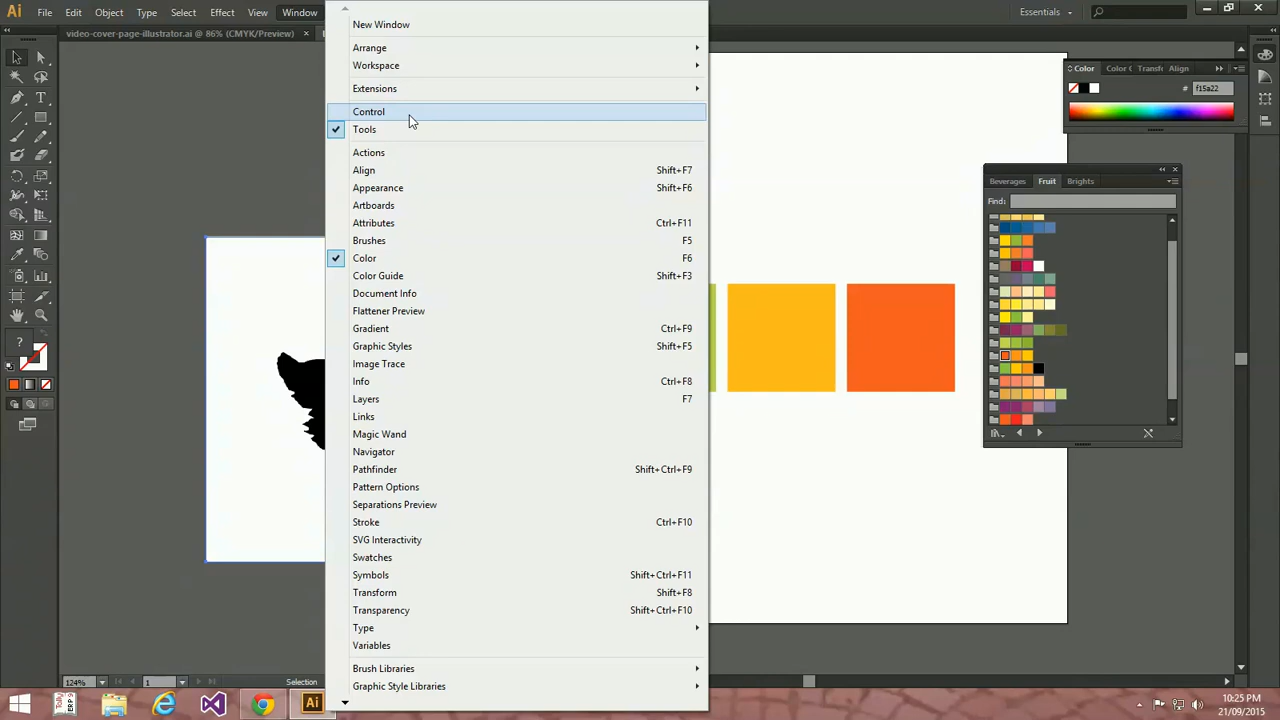 Ai File Edit Object Type Select Effect View Window Essentials
video-cover-page-illustrator.ai @ 86% (CMYK/Preview) ×
New Window
Arrange
Workspace
Extensions
Control
Tools
Actions
Align Shift+F7
Appearance Shift+F6
Artboards
Attributes Ctrl+F11
Brushes F5
Color F6
Color Guide Shift+F3
Document Info
Flattener Preview
Gradient Ctrl+F9
Graphic Styles Shift+F5
Image Trace
Info Ctrl+F8
Layers F7
Links
Magic Wand
Navigator
Pathfinder Shift+Ctrl+F9
Pattern Options
Separations Preview
Stroke Ctrl+F10
SVG Interactivity
Swatches
Symbols Shift+Ctrl+F11
Transform Shift+F8
Transparency Shift+Ctrl+F10
Type
Variables
Brush Libraries
Graphic Style Libraries
Color Color G Transf Align
# f15a22
Beverages Fruit Brights
Find:
?
124% 1 Selection
Ai
10:25 PM
21/09/2015